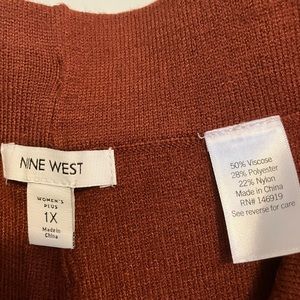 NINE WEST
WOMEN'S
PLUS
1X
Made in
China
50% Viscose
28% Polyester
22% Nylon
Made in China
RN# 146919
See reverse for care